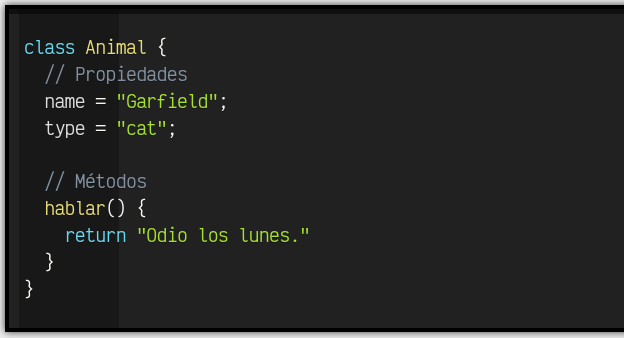 class Animal {
  // Propiedades
  name = "Garfield";
  type = "cat";

  // Métodos
  hablar() {
    return "Odio los lunes."
  }
}